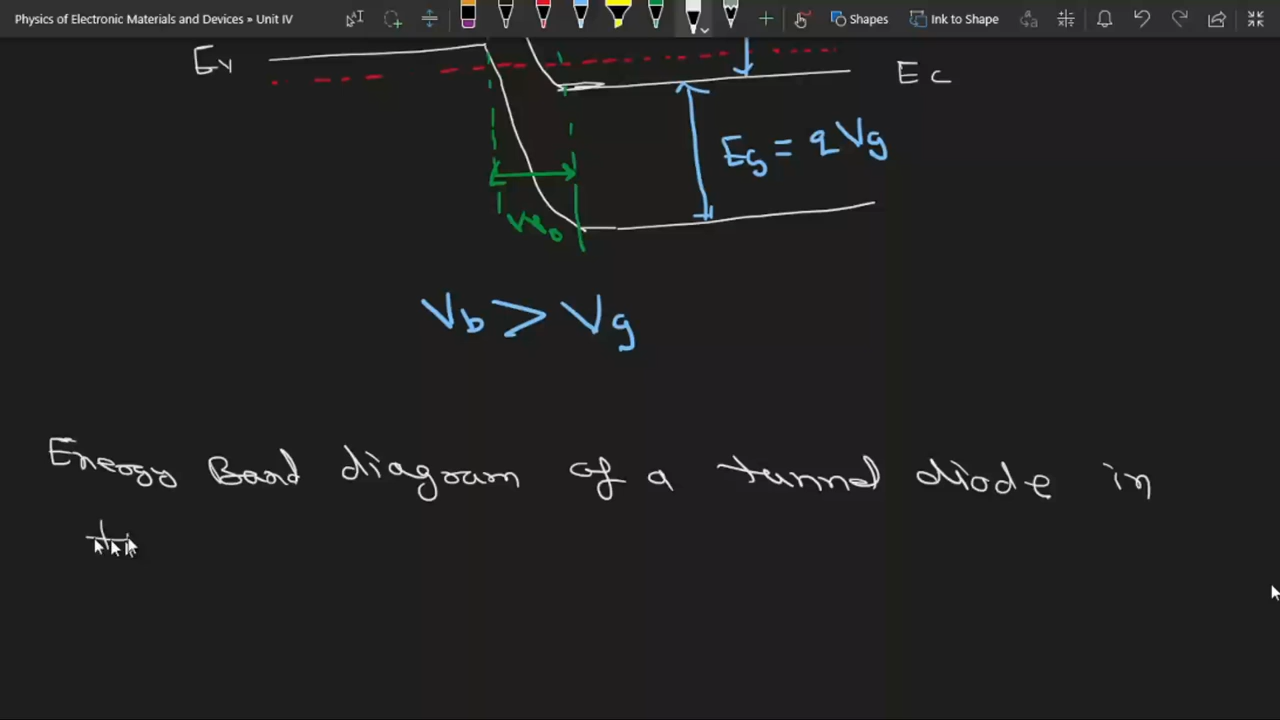 Physics of Electronic Materials and Devices » Unit IV
Shapes
Ink to Shape
Ev
Ec
Eg = qVg
Vb > Vg
Energy Band diagram of a tunnel diode in